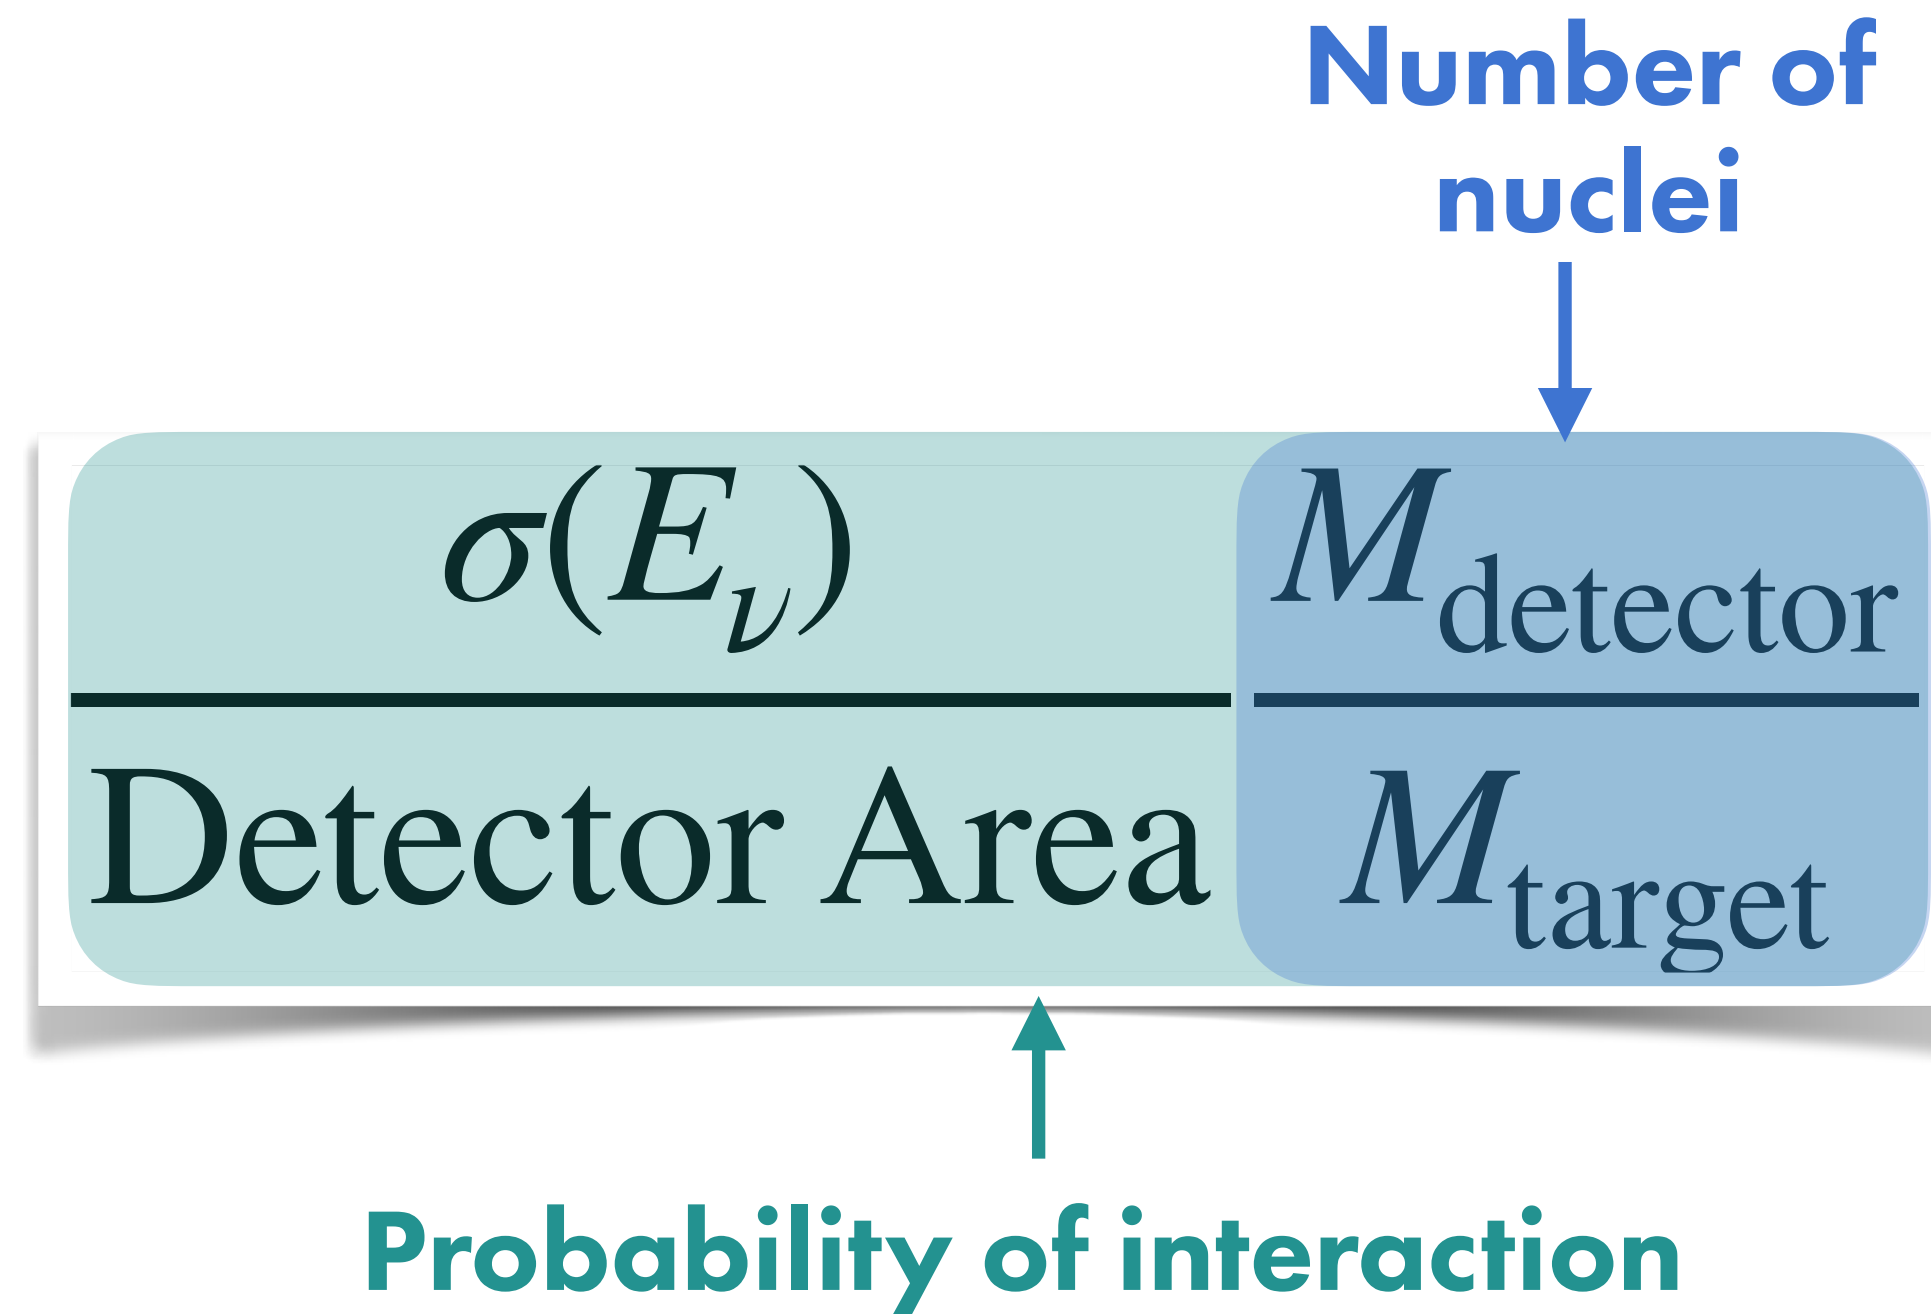 Number of
nuclei
σ(E_ν) M_detector
Detector Area M_target
Probability of interaction